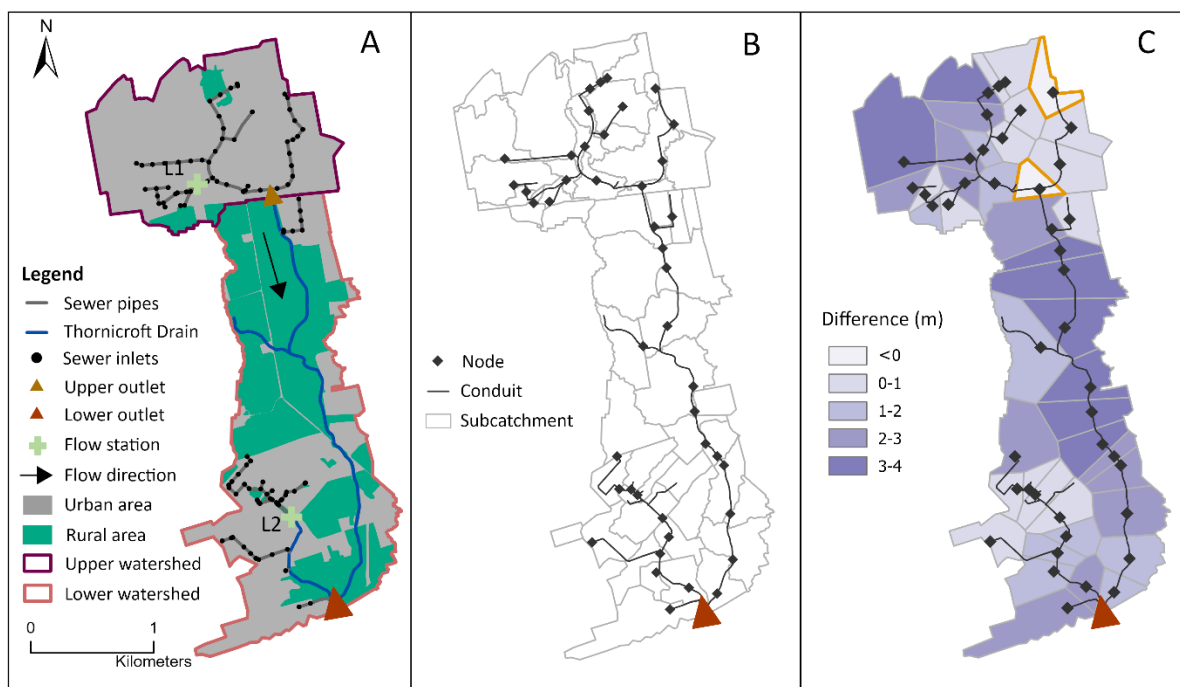 N
A
L1
L2
Legend
Sewer pipes
Thornicroft Drain
Sewer inlets
Upper outlet
Lower outlet
Flow station
Flow direction
Urban area
Rural area
Upper watershed
Lower watershed
0 1
Kilometers
B
Node
Conduit
Subcatchment
C
Difference (m)
<0
0-1
1-2
2-3
3-4